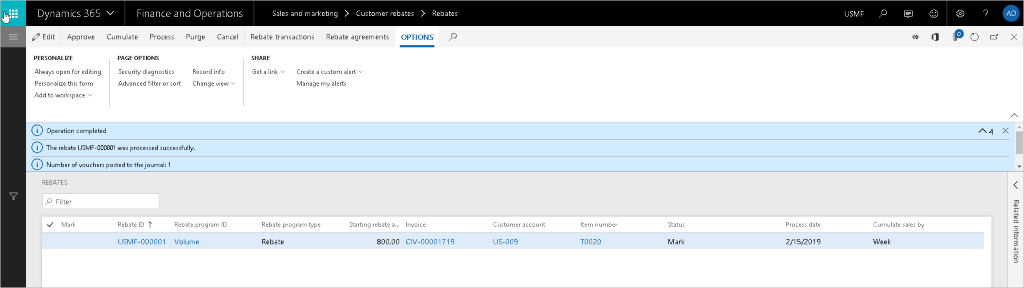 Dynamics 365 Finance and Operations Sales and marketing > Customer rebates > Rebates USMF ? AD
Edit Approve Cumulate Process Purge Cancel Rebate transactions Rebate agreements OPTIONS 0
PERSONALIZE PAGE OPTIONS SHARE
Always open for editing Security diagnostics Record info Get a link Create a custom alert
Personalize this form Advanced filter or sort Change view Manage my alerts
Add to workspace
Operation completed 4
The rebate USMF-000001 was processed successfully.
Number of vouchers posted to the journal: 1
REBATES
Filter
Mark Rebate ID ↑ Rebate program ID Rebate program type Starting rebate a... Invoice Customer account Item number Status Process date Cumulate sales by
USMF-000001 Volume Rebate 800.00 CIV-00001719 US-009 T0020 Mark 2/15/2019 Week
Related information